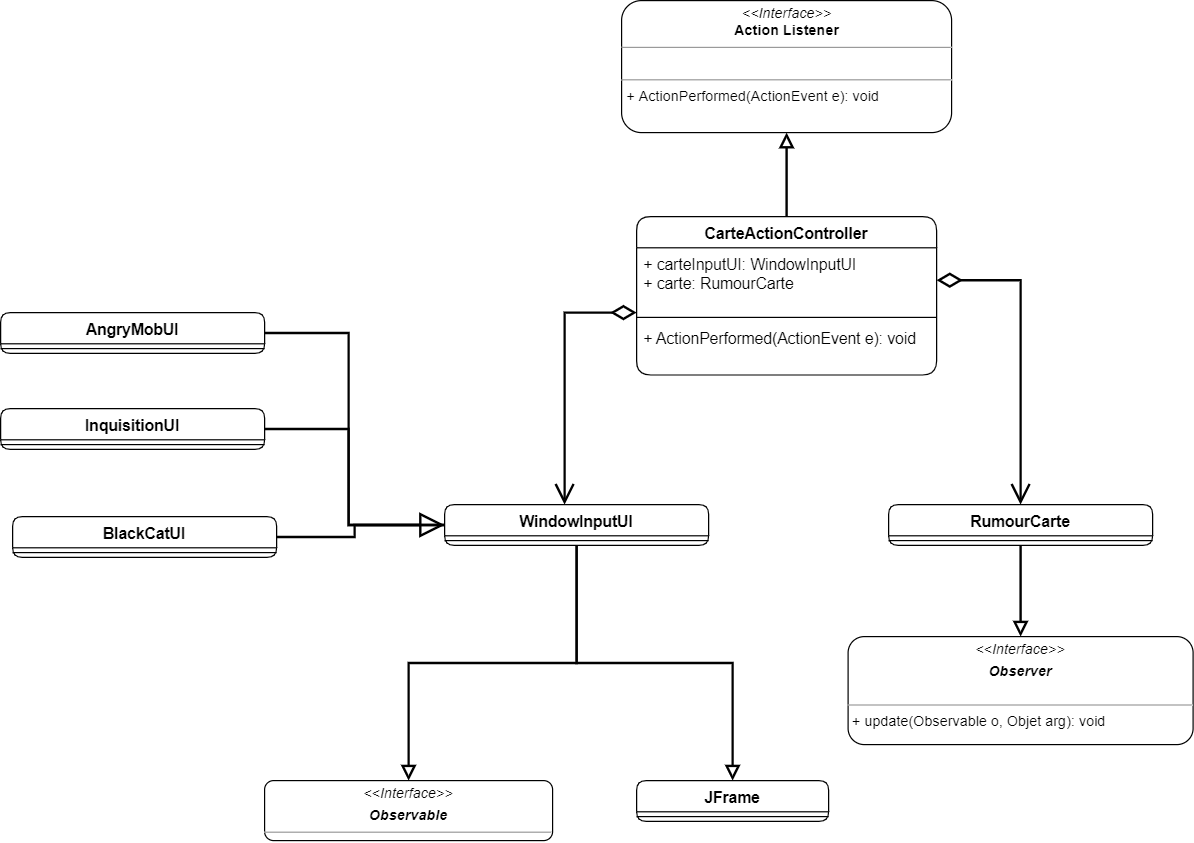 <<Interface>>
Action Listener
+ ActionPerformed(ActionEvent e): void
CarteActionController
+ carteInputUI: WindowInputUI
+ carte: RumourCarte
+ ActionPerformed(ActionEvent e): void
AngryMobUI
InquisitionUI
BlackCatUI
WindowInputUI
RumourCarte
<<Interface>>
Observer
+ update(Observable o, Objet arg): void
<<Interface>>
Observable
JFrame